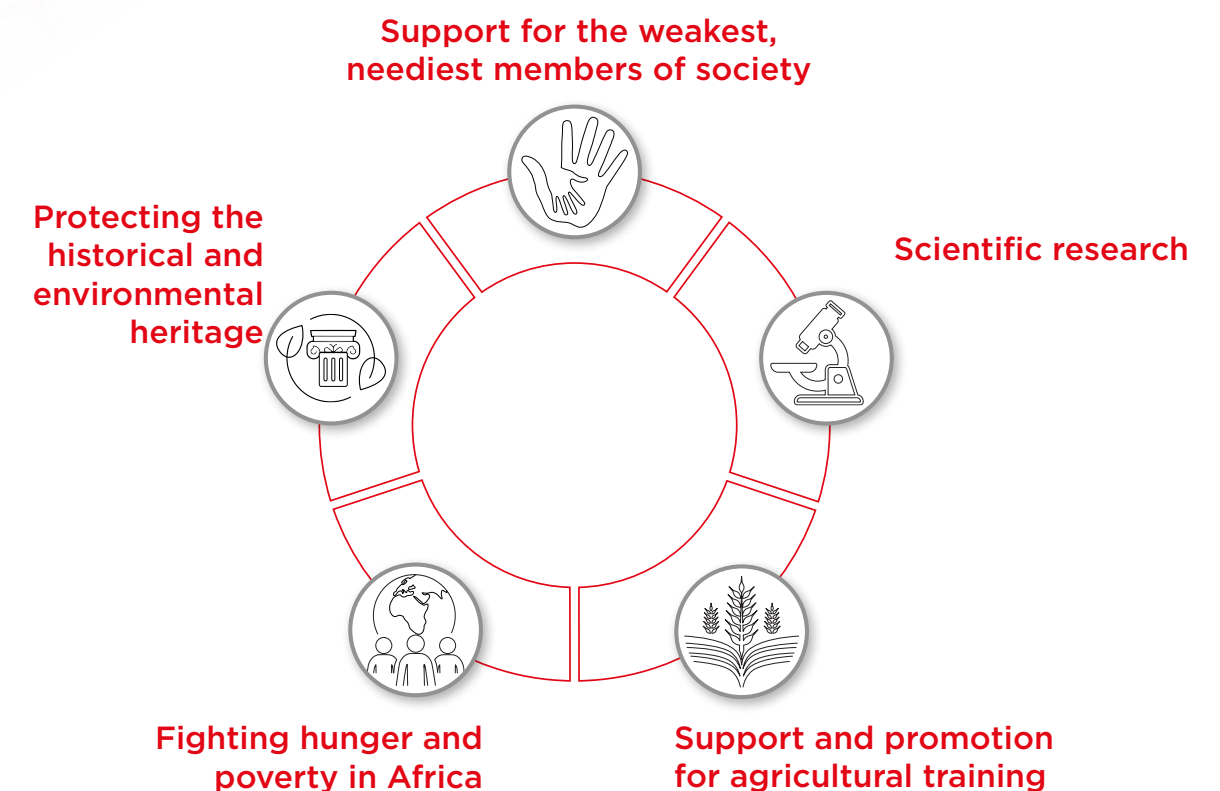 Support for the weakest,
neediest members of society
Protecting the
historical and
environmental
heritage
Scientific research
Fighting hunger and
poverty in Africa
Support and promotion
for agricultural training